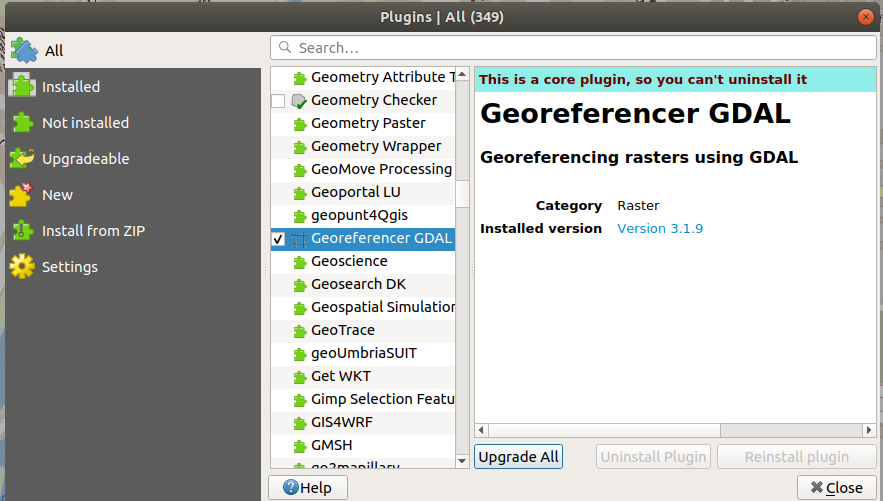 Plugins | All (349)
All
Installed
Not installed
Upgradeable
New
Install from ZIP
Settings
Search…
Geometry Attribute T
Geometry Checker
Geometry Paster
Geometry Wrapper
GeoMove Processing
Geoportal LU
geopunt4Qgis
Georeferencer GDAL
Geoscience
Geosearch DK
Geospatial Simulation
GeoTrace
geoUmbriaSUIT
Get WKT
Gimp Selection Featu
GIS4WRF
GMSH
go2mapillary
This is a core plugin, so you can't uninstall it
Georeferencer GDAL
Georeferencing rasters using GDAL
Category Raster
Installed version Version 3.1.9
Upgrade All Uninstall Plugin Reinstall plugin
Help Close